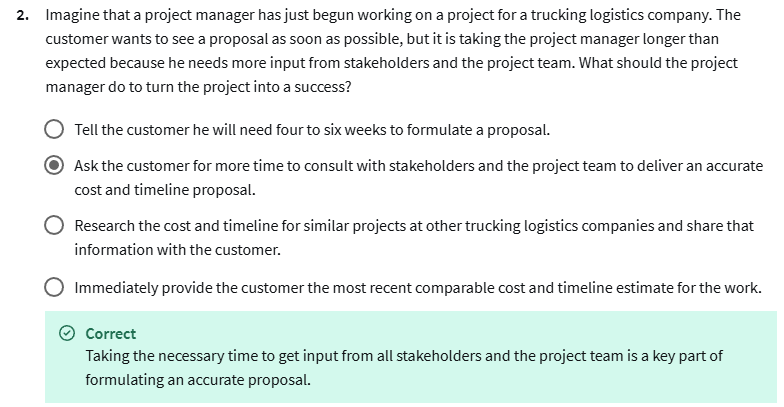 2. Imagine that a project manager has just begun working on a project for a trucking logistics company. The
customer wants to see a proposal as soon as possible, but it is taking the project manager longer than
expected because he needs more input from stakeholders and the project team. What should the project
manager do to turn the project into a success?
Tell the customer he will need four to six weeks to formulate a proposal.
Ask the customer for more time to consult with stakeholders and the project team to deliver an accurate
cost and timeline proposal.
Research the cost and timeline for similar projects at other trucking logistics companies and share that
information with the customer.
Immediately provide the customer the most recent comparable cost and timeline estimate for the work.
Correct
Taking the necessary time to get input from all stakeholders and the project team is a key part of
formulating an accurate proposal.